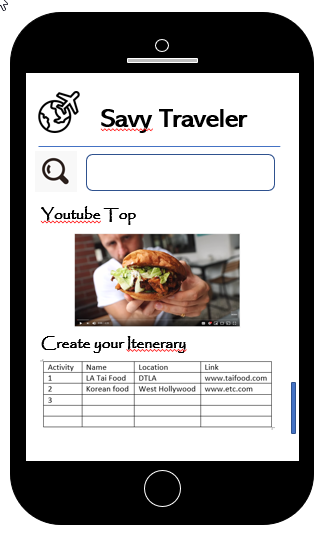 Savy Traveler
Youtube Top
Create your Itenerary
Activity Name Location Link
1 LA Tai Food DTLA www.taifood.com
2 Korean food West Hollywood www.etc.com
3